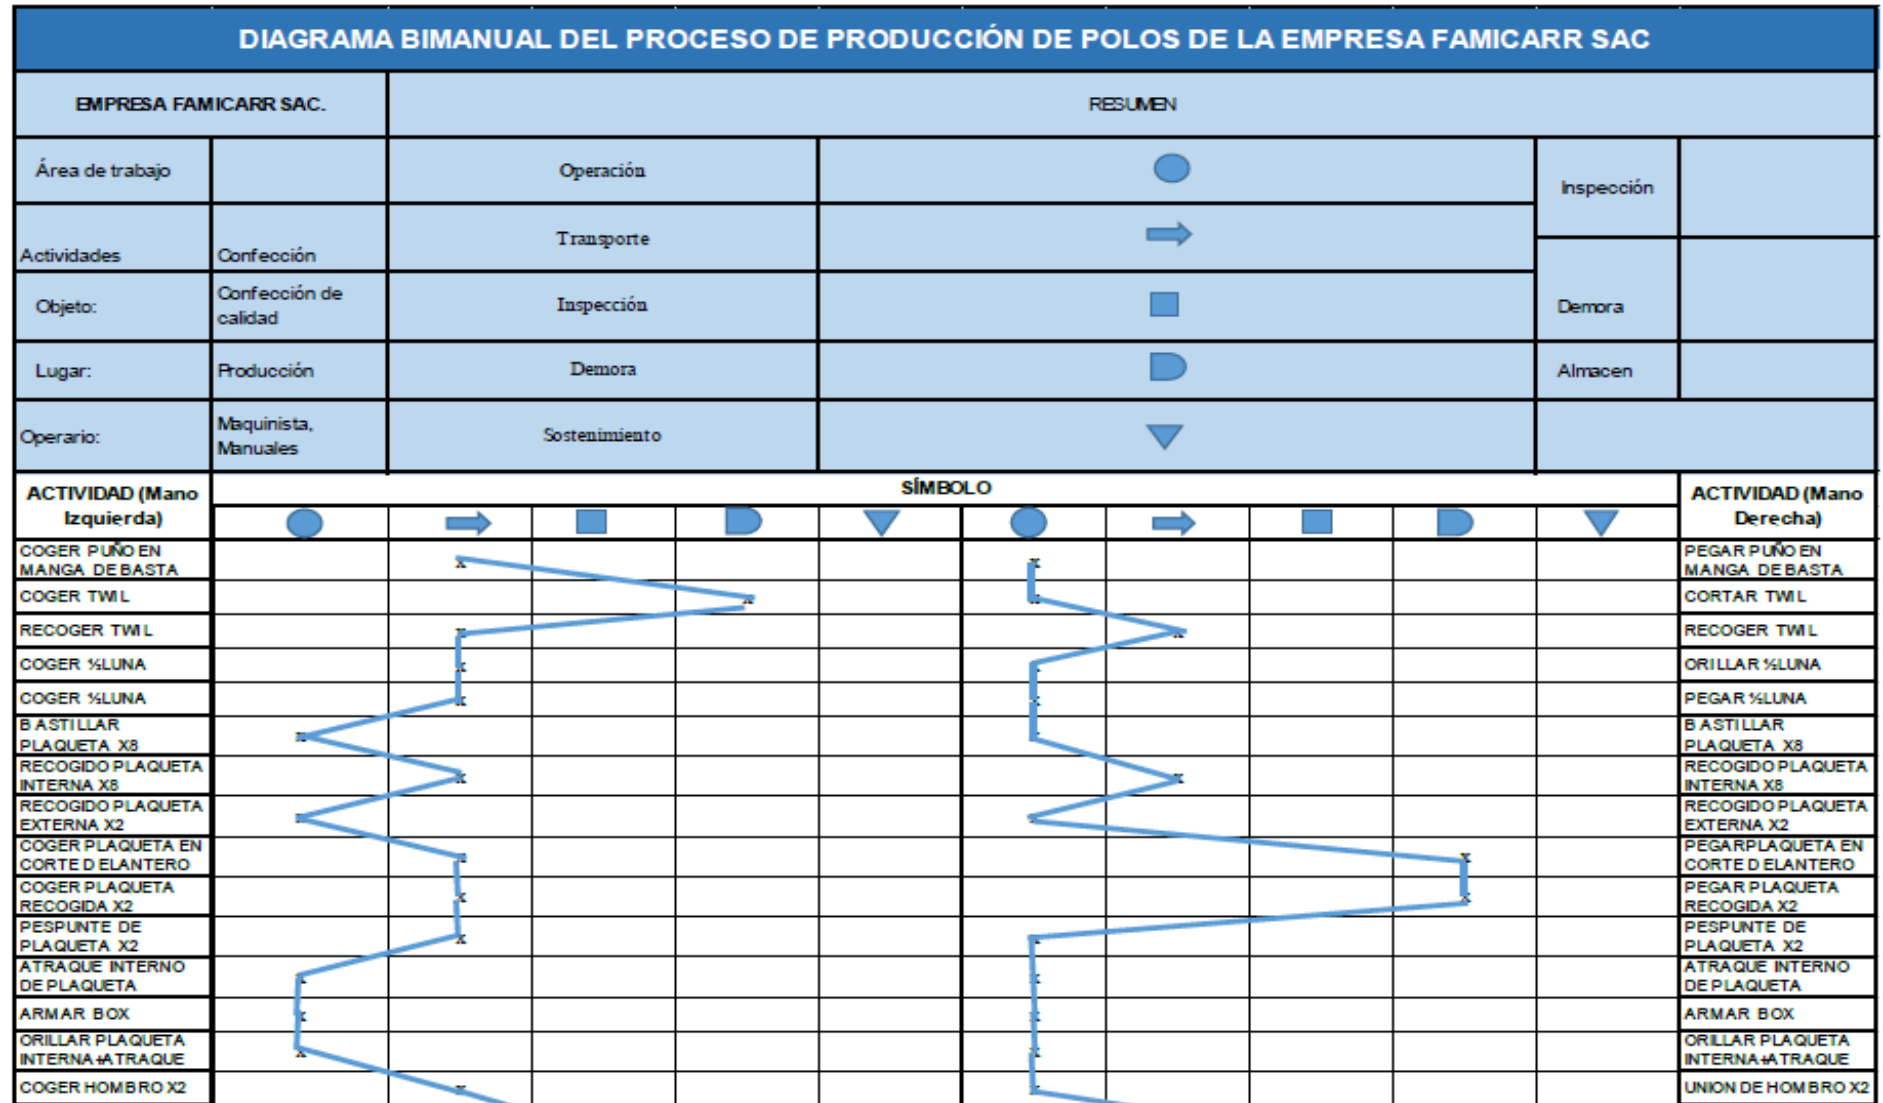 DIAGRAMA BIMANUAL DEL PROCESO DE PRODUCCIÓN DE POLOS DE LA EMPRESA FAMICARR SAC
EMPRESA FAMICARR SAC.
RESUMEN
Área de trabajo
Operación
Inspección
Actividades
Confección
Transporte
Objeto:
Confección de
calidad
Inspección
Demora
Lugar:
Producción
Demora
Almacen
Operario:
Maquinista,
Manuales
Sostenimiento
ACTIVIDAD (Mano
Izquierda)
SÍMBOLO
ACTIVIDAD (Mano
Derecha)
COGER PUÑO EN
MANGA DE BASTA
x
x
PEGAR PUÑO EN
MANGA DE BASTA
COGER TWIL
x
x
CORTAR TWIL
RECOGER TWIL
x
x
RECOGER TWIL
COGER ½LUNA
x
x
ORILLAR ½LUNA
COGER ½LUNA
x
x
PEGAR ½LUNA
BASTILLAR
PLAQUETA X8
x
x
BASTILLAR
PLAQUETA X8
RECOGIDO PLAQUETA
INTERNA X8
x
x
RECOGIDO PLAQUETA
INTERNA X8
RECOGIDO PLAQUETA
EXTERNA X2
x
x
RECOGIDO PLAQUETA
EXTERNA X2
COGER PLAQUETA EN
CORTE DELANTERO
x
x
PEGARPLAQUETA EN
CORTE DELANTERO
COGER PLAQUETA
RECOGIDA X2
x
x
PEGAR PLAQUETA
RECOGIDA X2
PESPUNTE DE
PLAQUETA X2
x
x
PESPUNTE DE
PLAQUETA X2
ATRAQUE INTERNO
DE PLAQUETA
x
x
ATRAQUE INTERNO
DE PLAQUETA
ARMAR BOX
x
x
ARMAR BOX
ORILLAR PLAQUETA
INTERNA+ATRAQUE
x
x
ORILLAR PLAQUETA
INTERNA+ATRAQUE
COGER HOMBRO X2
x
x
UNION DE HOMBRO X2